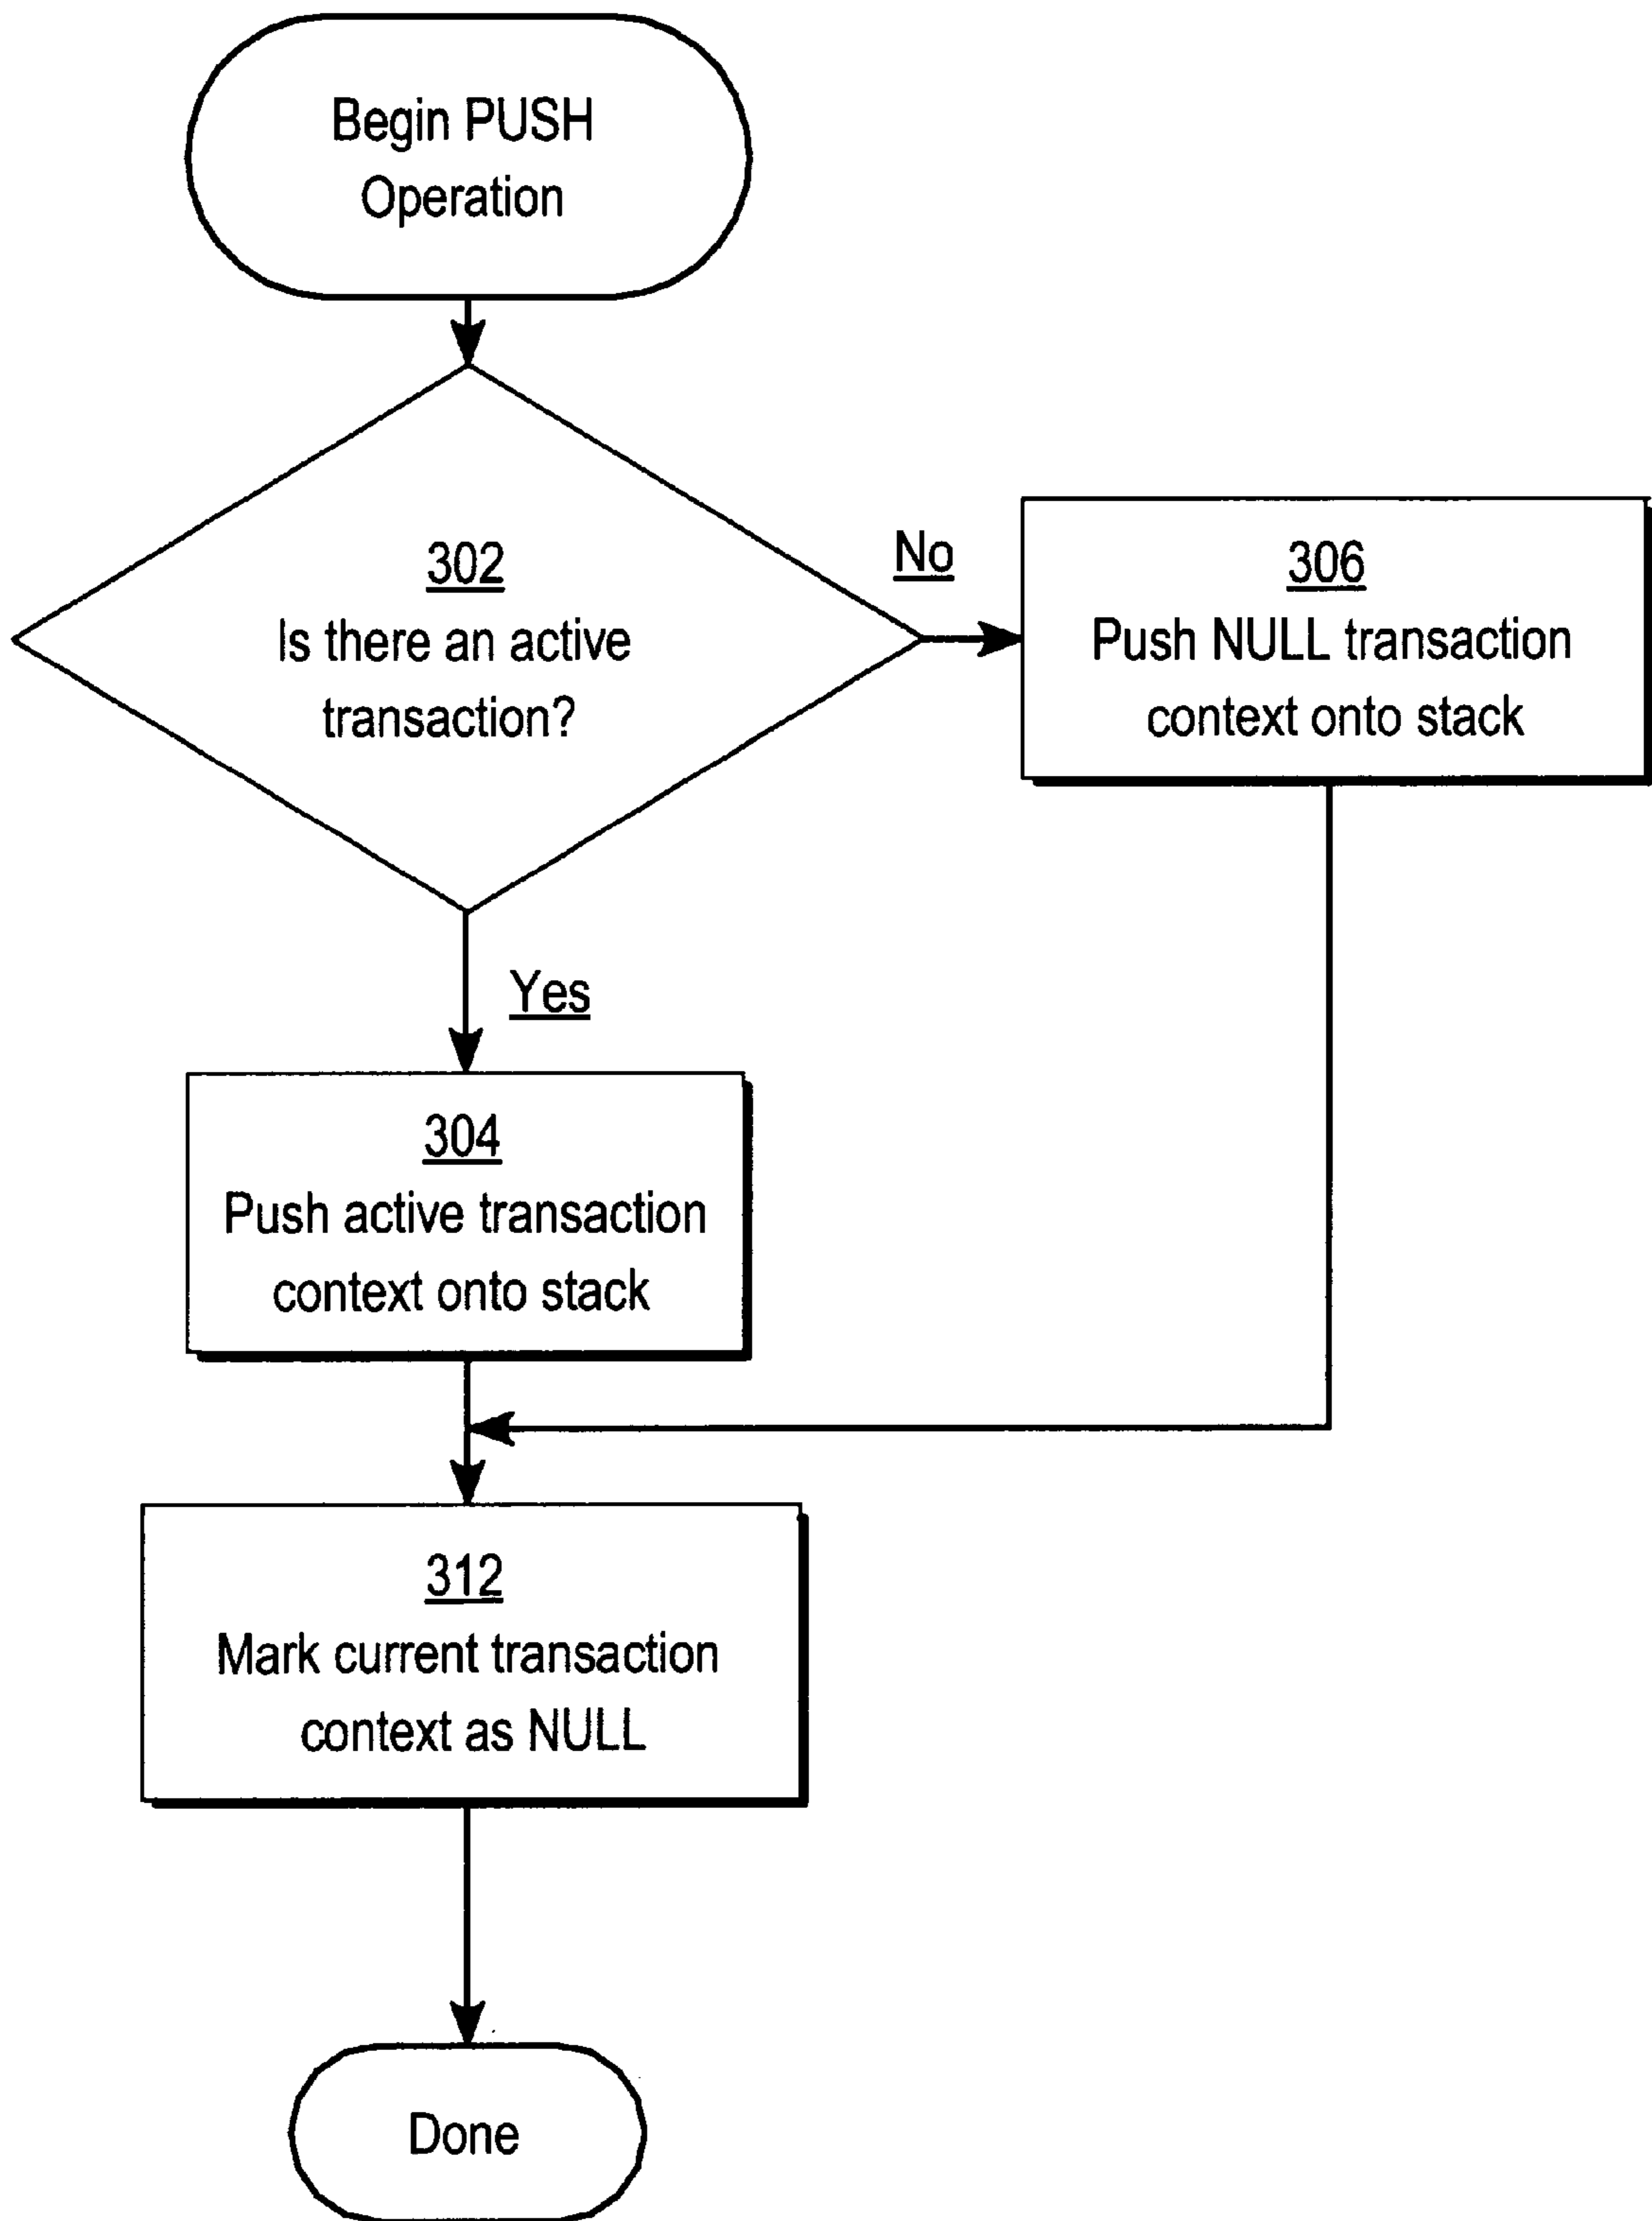 Begin PUSH
Operation
302
Is there an active
transaction?
No
306
Push NULL transaction
context onto stack
Yes
304
Push active transaction
context onto stack
312
Mark current transaction
context as NULL
Done